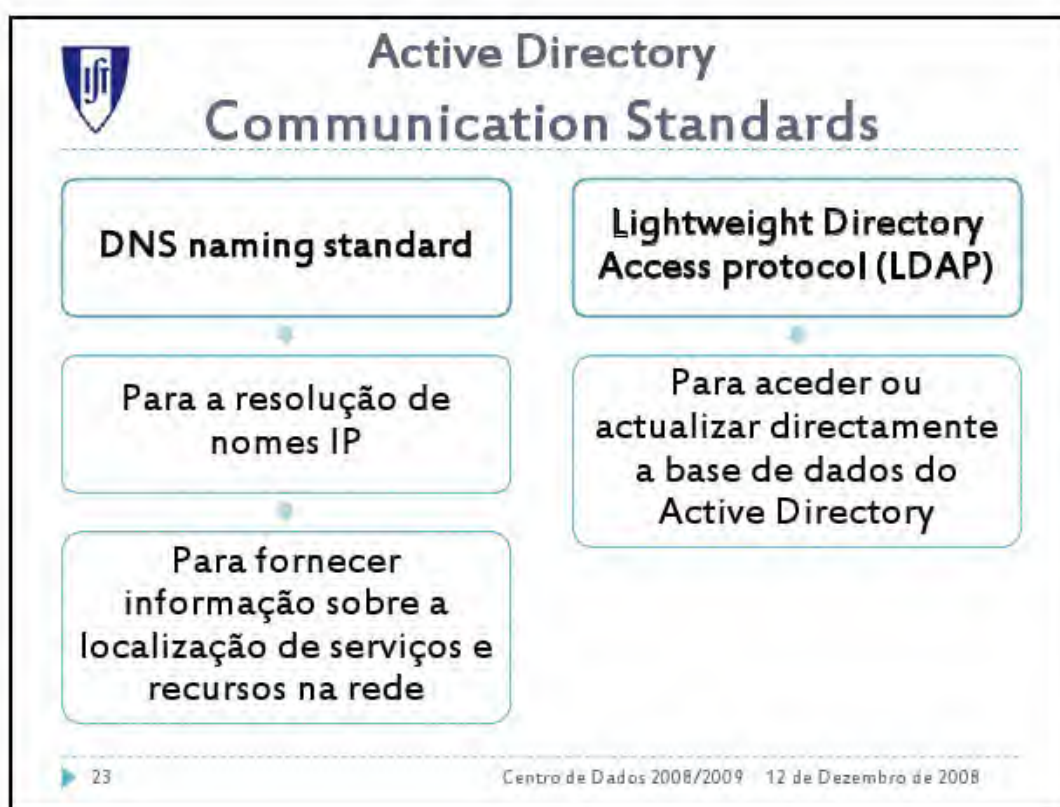 IST
Active Directory
Communication Standards
DNS naming standard
Para a resolução de
nomes IP
Para fornecer
informação sobre a
localização de serviços e
recursos na rede
Lightweight Directory
Access protocol (LDAP)
Para aceder ou
actualizar directamente
a base de dados do
Active Directory
23
Centro de Dados 2008/2009 12 de Dezembro de 2008